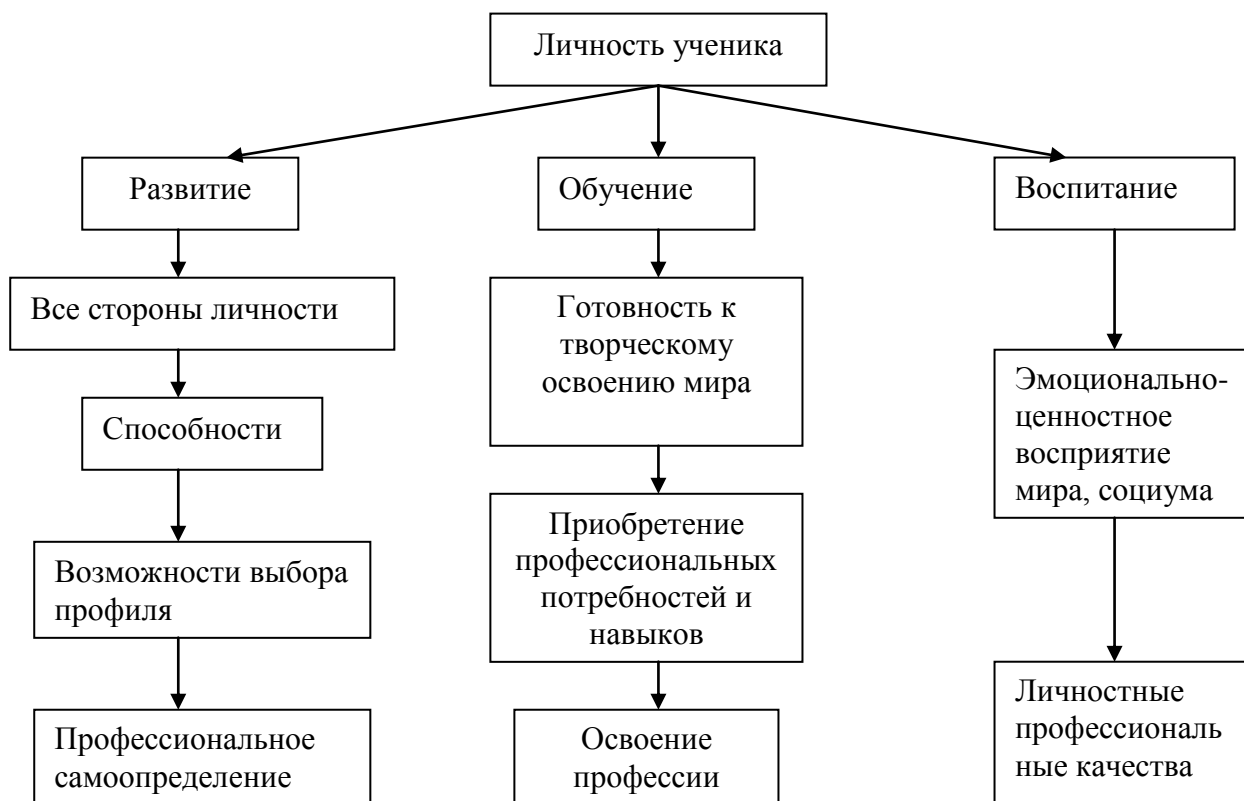 Личность ученика
Развитие
Обучение
Воспитание
Все стороны личности
Готовность к
творческому
освоению мира
Эмоционально-
ценностное
восприятие
мира, социума
Способности
Приобретение
профессиональных
потребностей и
навыков
Возможности выбора
профиля
Личностные
профессиональ
ные качества
Профессиональное
самоопределение
Освоение
профессии